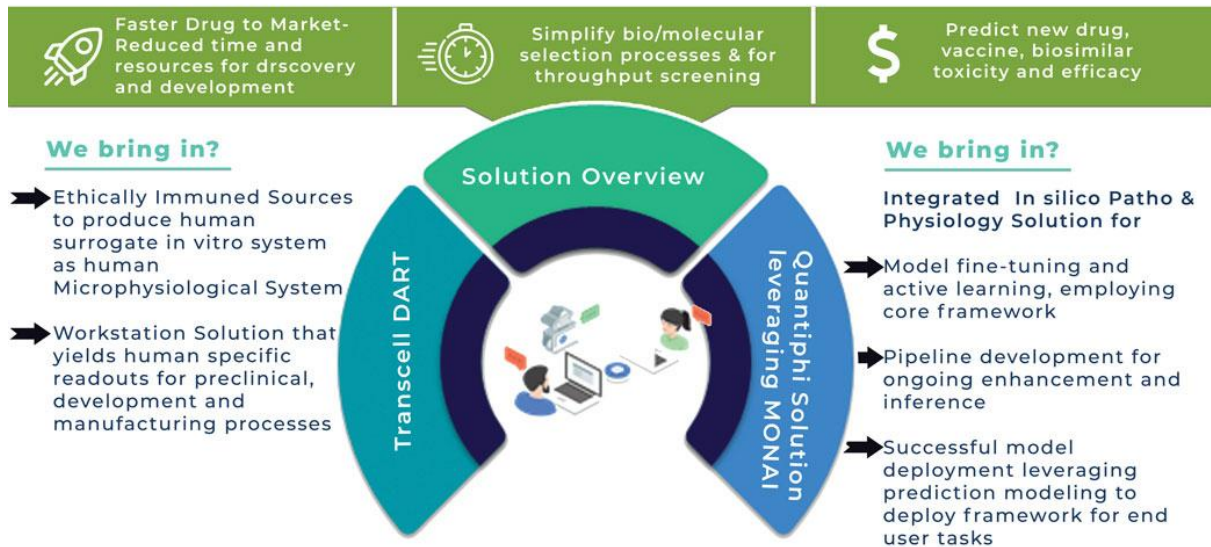 Faster Drug to Market-
Reduced time and
resources for drscovery
and development
Simplify bio/molecular
selection processes & for
throughput screening
$
Predict new drug,
vaccine, biosimilar
toxicity and efficacy
We bring in?
Ethically Immuned Sources
to produce human
surrogate in vitro system
as human
Microphysiological System
Workstation Solution that
yields human specific
readouts for preclinical,
development and
manufacturing processes
Solution Overview
Transcell DART
Quantiphi Solution
leveraging MONAI
We bring in?
Integrated In silico Patho &
Physiology Solution for
Model fine-tuning and
active learning, employing
core framework
Pipeline development for
ongoing enhancement and
inference
Successful model
deployment leveraging
prediction modeling to
deploy framework for end
user tasks